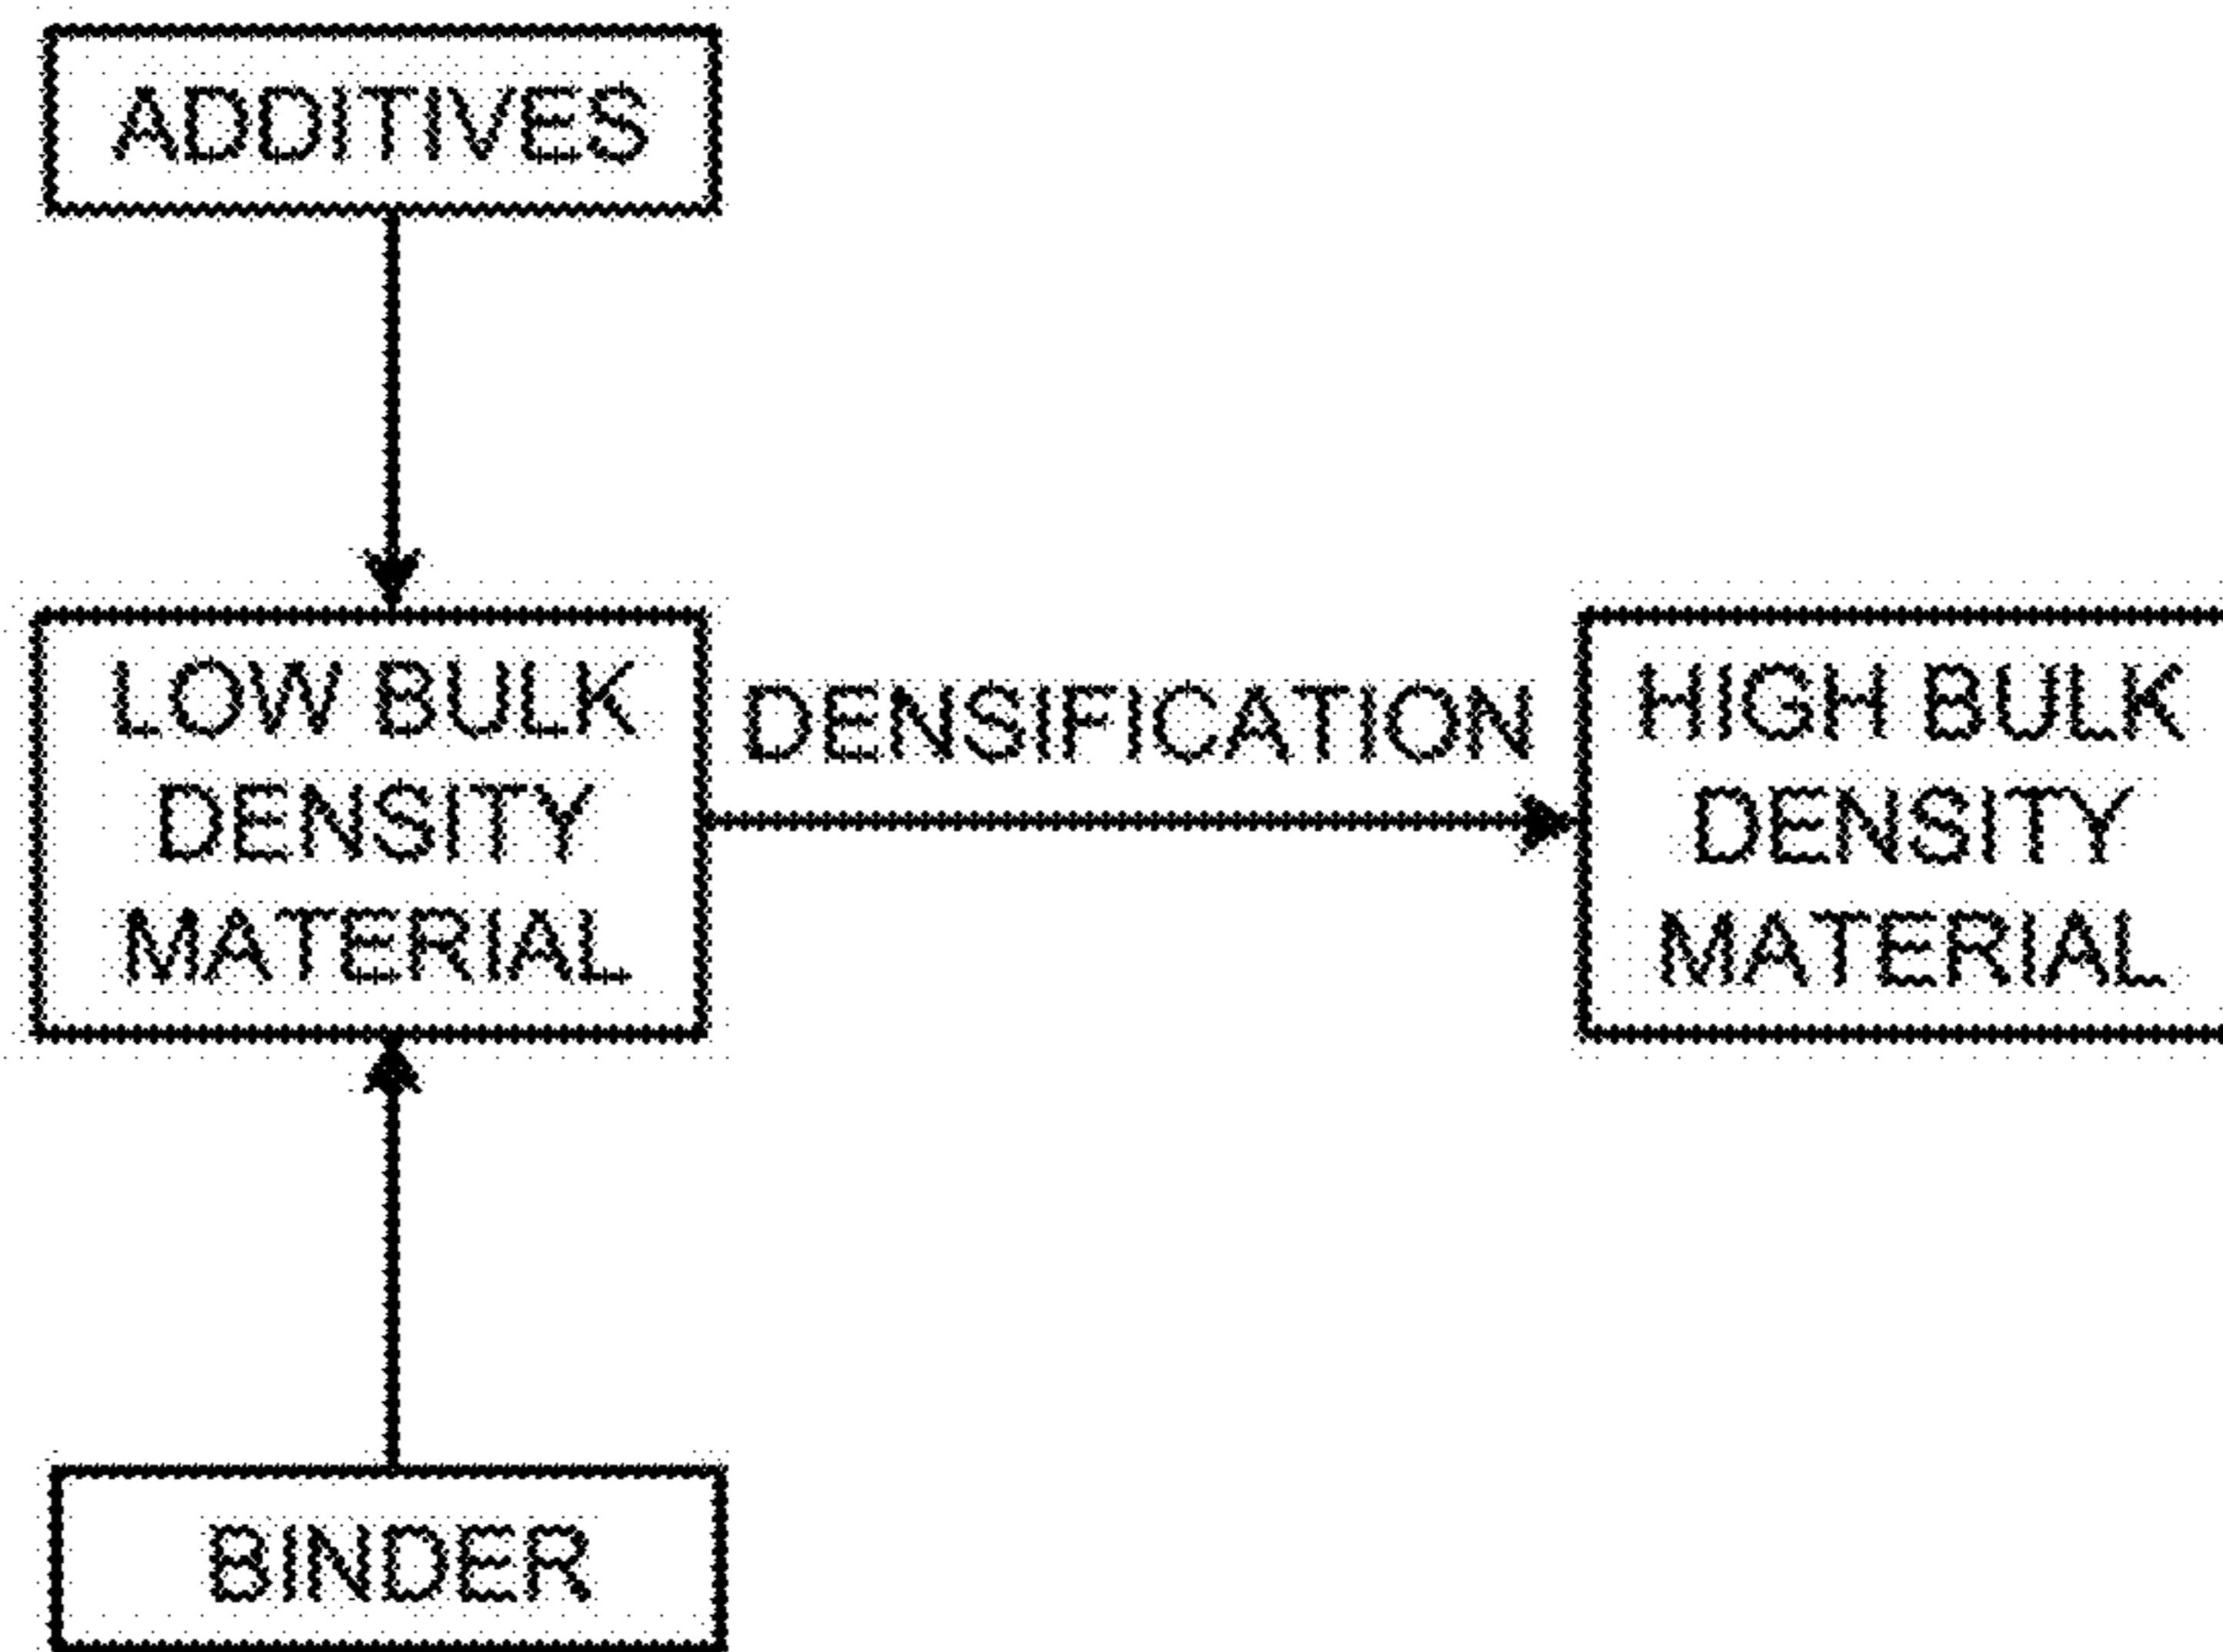 ADDITIVES
LOW BULK
DENSITY
MATERIAL
DENSIFICATION
HIGH BULK
DENSITY
MATERIAL
BINDER